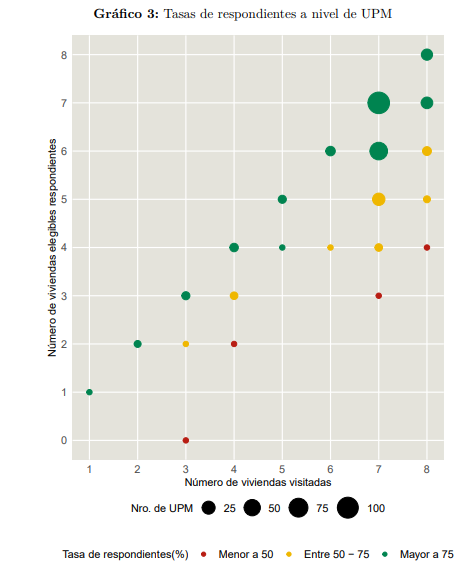 Gráfico 3: Tasas de respondientes a nivel de UPM
8
7
6
5
4
3
2
1
0
Número de viviendas elegibles respondientes
1 2 3 4 5 6 7 8
Número de viviendas visitadas
Nro. de UPM 25 50 75 100
Tasa de respondientes(%) Menor a 50 Entre 50 − 75 Mayor a 75